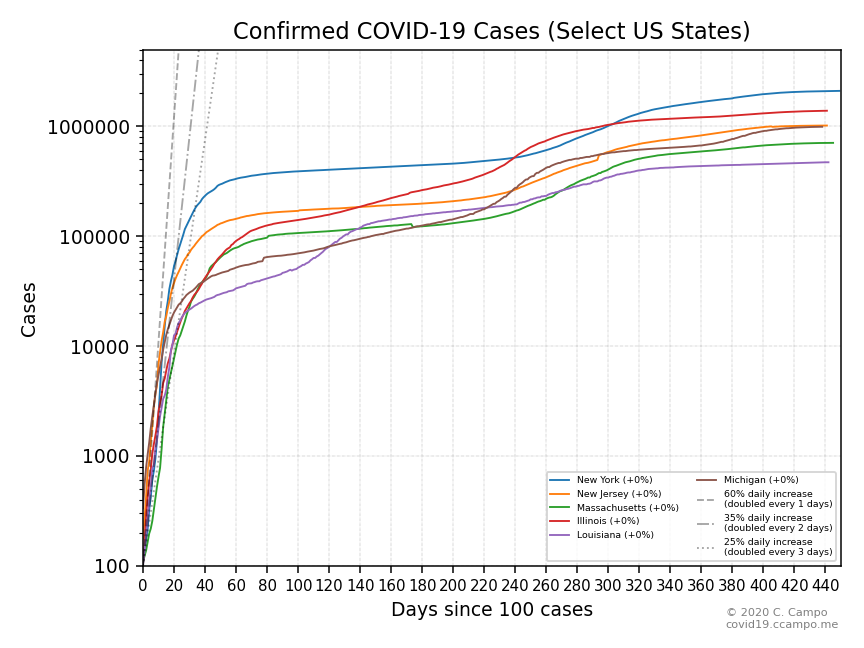 Confirmed COVID-19 Cases (Select US States)
Cases
1000000
100000
10000
1000
100
0 20 40 60 80 100 120 140 160 180 200 220 240 260 280 300 320 340 360 380 400 420 440
Days since 100 cases
New York (+0%)
New Jersey (+0%)
Massachusetts (+0%)
Illinois (+0%)
Louisiana (+0%)
Michigan (+0%)
60% daily increase
(doubled every 1 days)
35% daily increase
(doubled every 2 days)
25% daily increase
(doubled every 3 days)
© 2020 C. Campo
covid19.ccampo.me